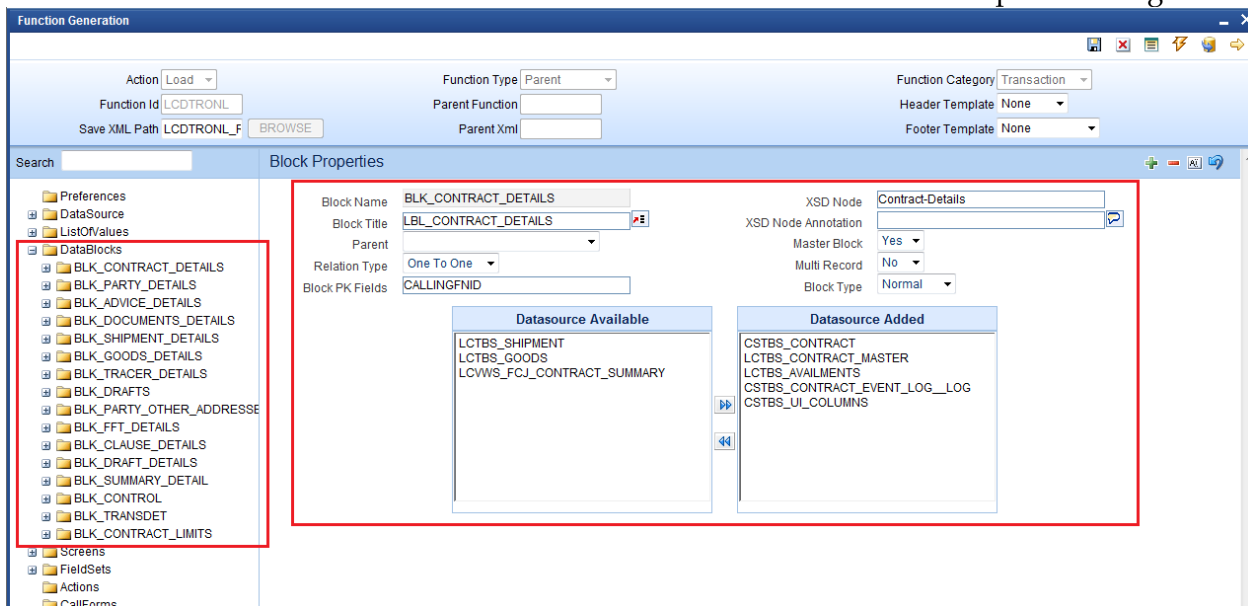 Function Generation
Action Load Function Type Parent Function Category Transaction
Function Id LCDTRONL Parent Function Header Template None
Save XML Path LCDTRONL_F BROWSE Parent Xml Footer Template None
Search Block Properties
Preferences
DataSource
ListOfValues
DataBlocks
BLK_CONTRACT_DETAILS
BLK_PARTY_DETAILS
BLK_ADVICE_DETAILS
BLK_DOCUMENTS_DETAILS
BLK_SHIPMENT_DETAILS
BLK_GOODS_DETAILS
BLK_TRACER_DETAILS
BLK_DRAFTS
BLK_PARTY_OTHER_ADDRESSE
BLK_FFT_DETAILS
BLK_CLAUSE_DETAILS
BLK_DRAFT_DETAILS
BLK_SUMMARY_DETAIL
BLK_CONTROL
BLK_TRANSDET
BLK_CONTRACT_LIMITS
Screens
FieldSets
Actions
CallForms
Block Name BLK_CONTRACT_DETAILS XSD Node Contract-Details
Block Title LBL_CONTRACT_DETAILS XSD Node Annotation
Parent Master Block Yes
Relation Type One To One Multi Record No
Block PK Fields CALLINGFNID Block Type Normal
Datasource Available
LCTBS_SHIPMENT
LCTBS_GOODS
LCVWS_FCJ_CONTRACT_SUMMARY
Datasource Added
CSTBS_CONTRACT
LCTBS_CONTRACT_MASTER
LCTBS_AVAILMENTS
CSTBS_CONTRACT_EVENT_LOG__LOG
CSTBS_UI_COLUMNS